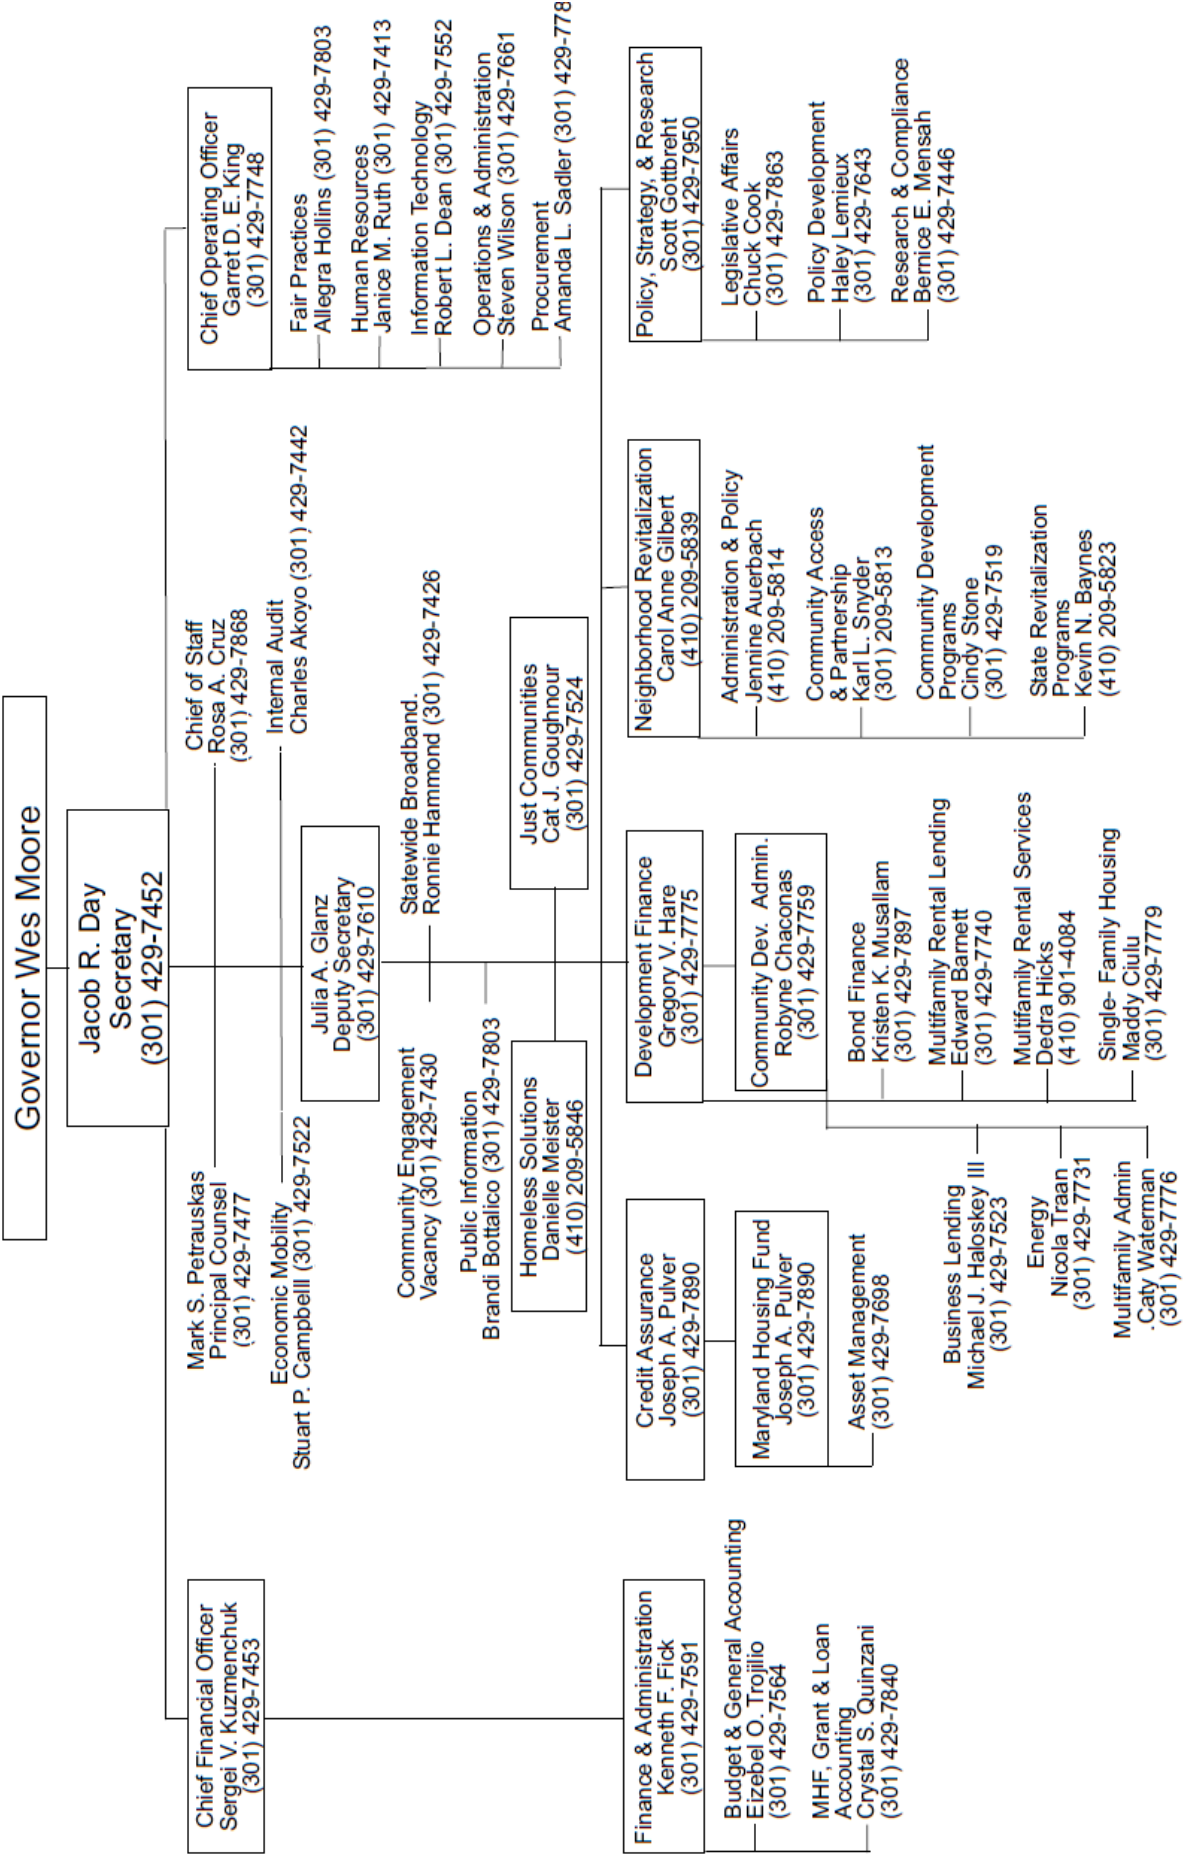 Governor Wes Moore
Jacob R. Day
Secretary
(301) 429-7452
Chief Financial Officer
Sergei V. Kuzmenchuk
(301) 429-7453
Mark S. Petrauskas
Principal Counsel
(301) 429-7477
Chief of Staff
Rosa A. Cruz
(301) 429-7868
Chief Operating Officer
Garret D. E. King
(301) 429-7748
Economic Mobility
Stuart P. Campbelll (301) 429-7522
Internal Audit
Charles Akoyo (301) 429-7442
Fair Practices
Allegra Hollins (301) 429-7803
Human Resources
Janice M. Ruth (301) 429-7413
Information Technology
Robert L. Dean (301) 429-7552
Operations & Administration
Steven Wilson (301) 429-7661
Procurement
Amanda L. Sadler (301) 429-778
Julia A. Glanz
Deputy Secretary
(301) 429-7610
Community Engagement
Vacancy (301) 429-7430
Statewide Broadband.
Ronnie Hammond (301) 429-7426
Public Information
Brandi Bottalico (301) 429-7803
Homeless Solutions
Danielle Meister
(410) 209-5846
Just Communities
Cat J. Goughnour
(301) 429-7524
Finance & Administration
Kenneth F. Fick
(301) 429-7591
Budget & General Accounting
Eizebel O. Trojilio
(301) 429-7564
MHF, Grant & Loan
Accounting
Crystal S. Quinzani
(301) 429-7840
Credit Assurance
Joseph A. Pulver
(301) 429-7890
Maryland Housing Fund
Joseph A. Pulver
(301) 429-7890
Asset Management
(301) 429-7698
Development Finance
Gregory V. Hare
(301) 429-7775
Community Dev. Admin.
Robyne Chaconas
(301) 429-7759
Bond Finance
Kristen K. Musallam
(301) 429-7897
Multifamily Rental Lending
Edward Barnett
(301) 429-7740
Multifamily Rental Services
Dedra Hicks
(410) 901-4084
Single- Family Housing
Maddy Ciulu
(301) 429-7779
Business Lending
Michael J. Haloskey III
(301) 429-7523
Energy
Nicola Traan
(301) 429-7731
Multifamily Admin
.Caty Waterman
(301) 429-7776
Neighborhood Revitalization
Carol Anne Gilbert
(410) 209-5839
Administration & Policy
Jennine Auerbach
(410) 209-5814
Community Access
& Partnership
Karl L. Snyder
(301) 209-5813
Community Development
Programs
Cindy Stone
(301) 429-7519
State Revitalization
Programs
Kevin N. Baynes
(410) 209-5823
Policy, Strategy, & Research
Scott Gottbreht
(301) 429-7950
Legislative Affairs
Chuck Cook
(301) 429-7863
Policy Development
Haley Lemieux
(301) 429-7643
Research & Compliance
Bernice E. Mensah
(301) 429-7446